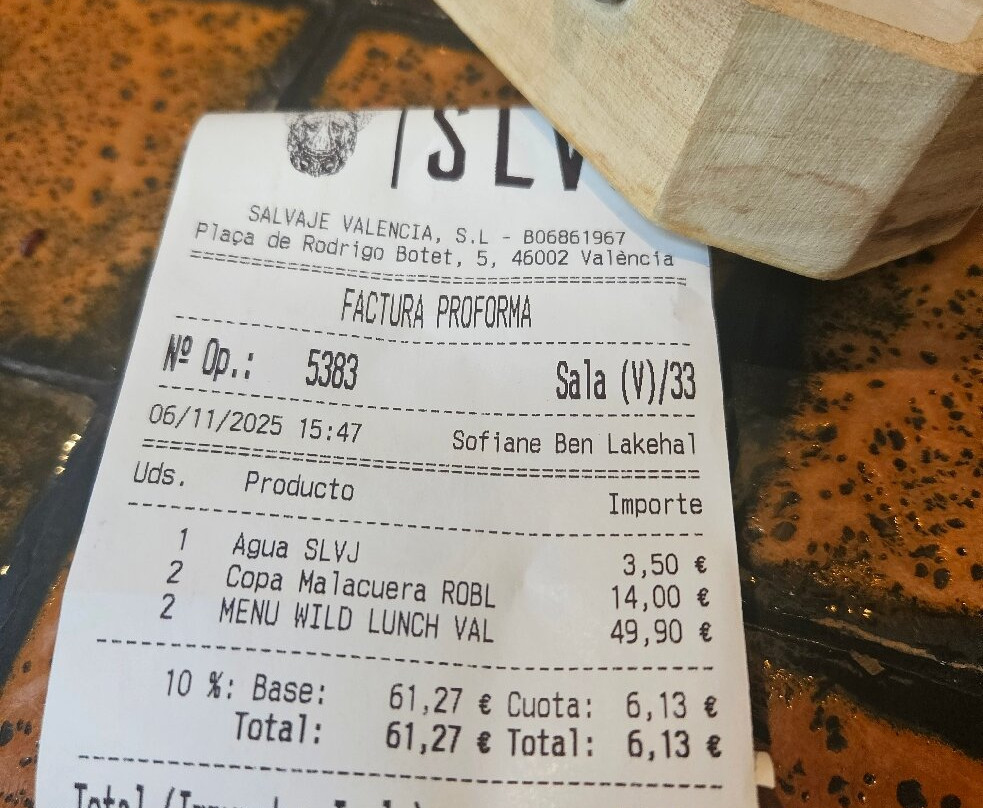 SLV
SALVAJE VALENCIA, S.L - B06861967
Plaça de Rodrigo Botet, 5, 46002 València
FACTURA PROFORMA
Nº Op.: 5383 Sala (V)/33
06/11/2025 15:47 Sofiane Ben Lakehal
Uds. Producto Importe
1 Agua SLVJ 3,50 €
2 Copa Malacuera ROBL 14,00 €
2 MENU WILD LUNCH VAL 49,90 €
10 %: Base: 61,27 € Cuota: 6,13 €
Total: 61,27 € Total: 6,13 €
Total